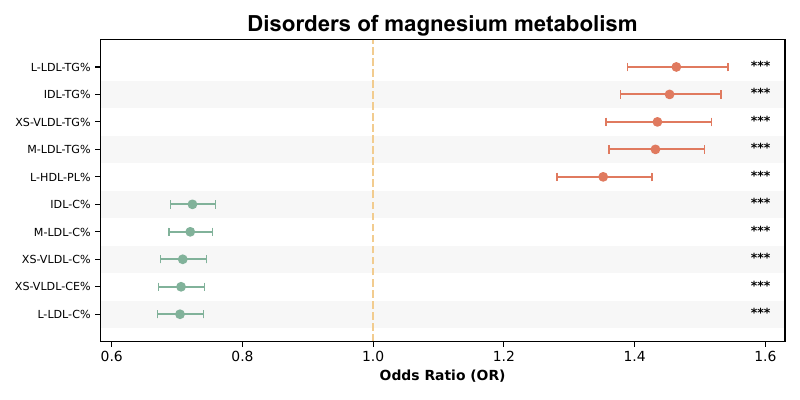 Disorders of magnesium metabolism
L-LDL-TG% ***
IDL-TG% ***
XS-VLDL-TG% ***
M-LDL-TG% ***
L-HDL-PL% ***
IDL-C% ***
M-LDL-C% ***
XS-VLDL-C% ***
XS-VLDL-CE% ***
L-LDL-C% ***
0.6 0.8 1.0 1.2 1.4 1.6
Odds Ratio (OR)